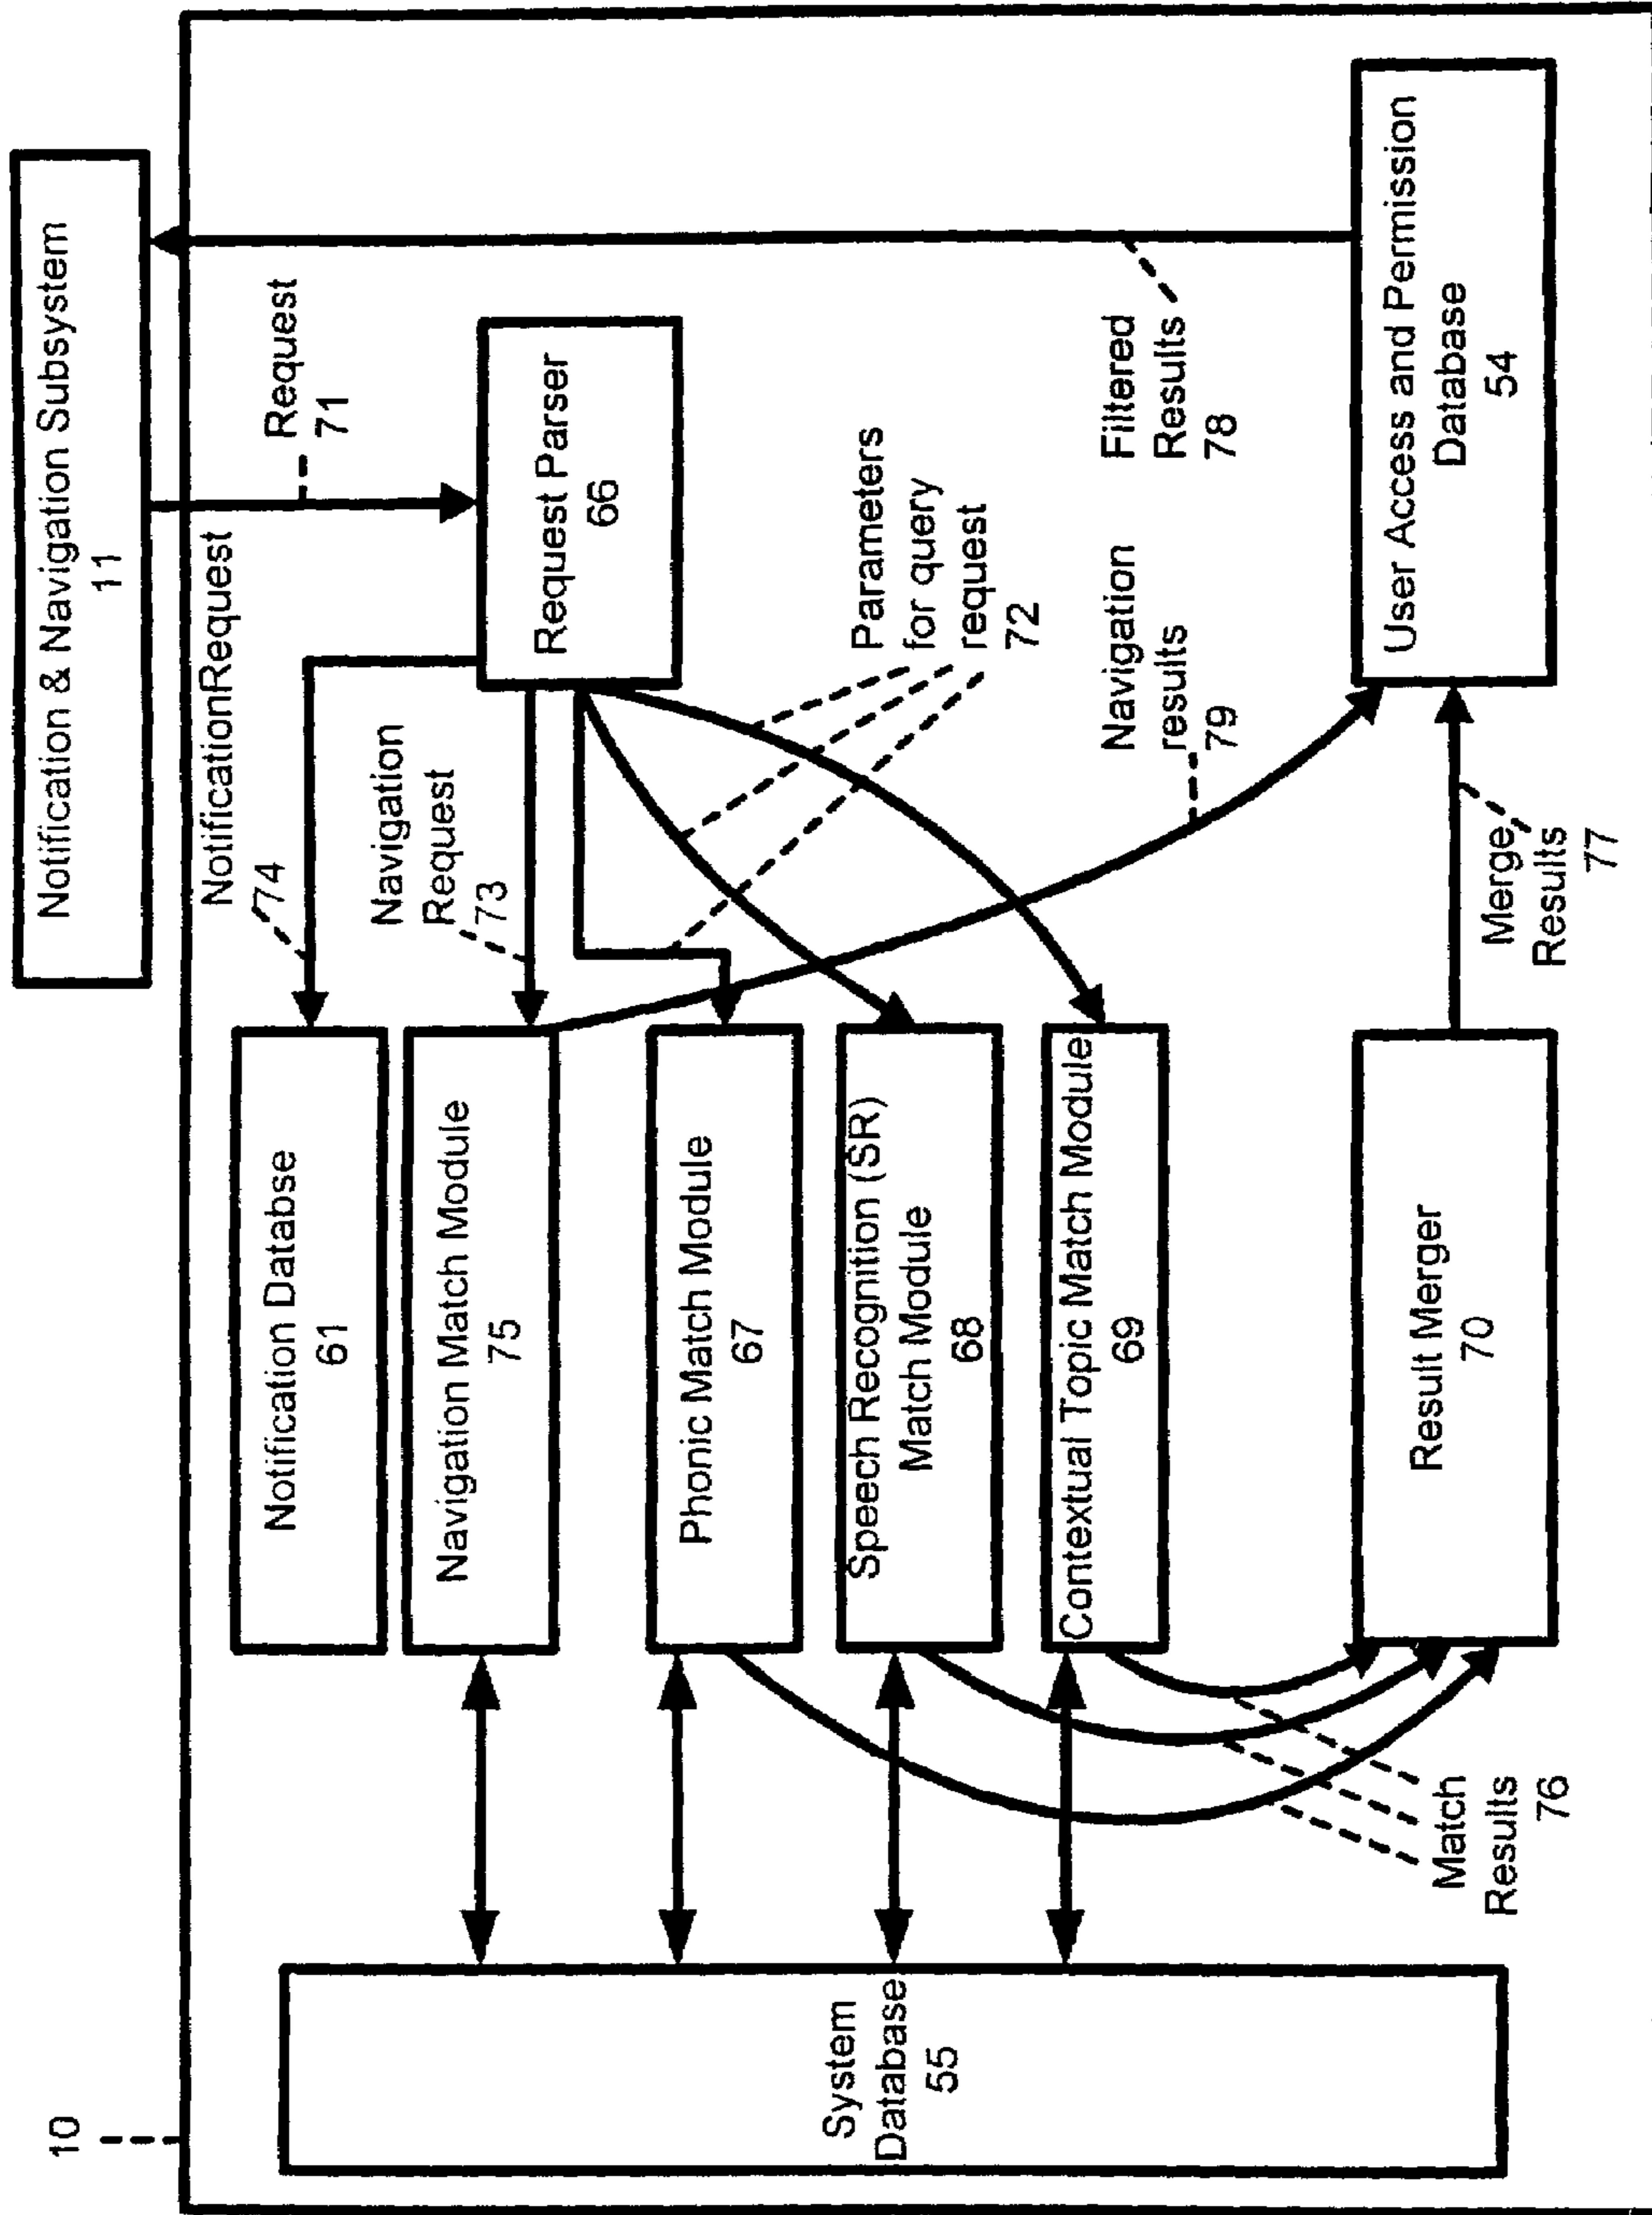 10
Notification & Navigation Subsystem
11
NotificationRequest
74
Request
71
Navigation
Request
73
Notification Databse
61
Navigation Match Module
75
Request Parser
66
System
Database
55
Phonic Match Module
67
Speech Recognition (SR)
Match Module
68
Contextual Topic Match Module
69
Parameters
for query
request
72
Navigation
results
79
Filtered
Results
78
Match
Results
76
Result Merger
70
Merge
Results
77
User Access and Permission
Database
54